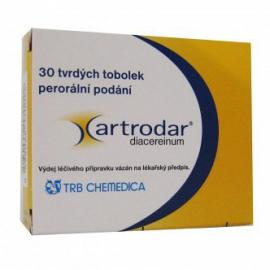 30 tvrdých tobolek
perorální podání
artrodar®
diacereinum
Výdej léčivého přípravku vázán na lékařský předpis.
TRB CHEMEDICA